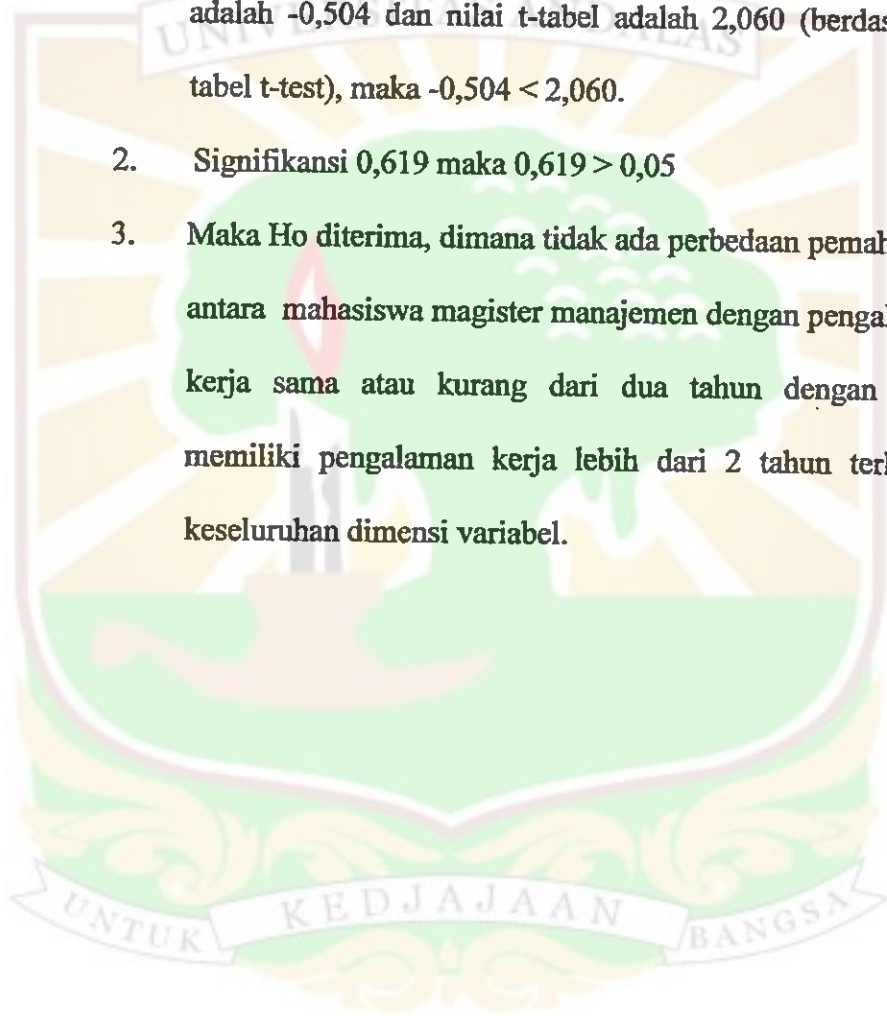 adalah -0,504 dan nilai t-tabel adalah 2,060 (berdas
UNIVERSITAS ANDALAS
tabel t-test), maka -0,504 < 2,060.
2. Signifikansi 0,619 maka 0,619 > 0,05
3. Maka Ho diterima, dimana tidak ada perbedaan pemah
antara mahasiswa magister manajemen dengan pengal
kerja sama atau kurang dari dua tahun dengan
memiliki pengalaman kerja lebih dari 2 tahun terh
keseluruhan dimensi variabel.
UNTUK KEDJAJAAN BANGSA